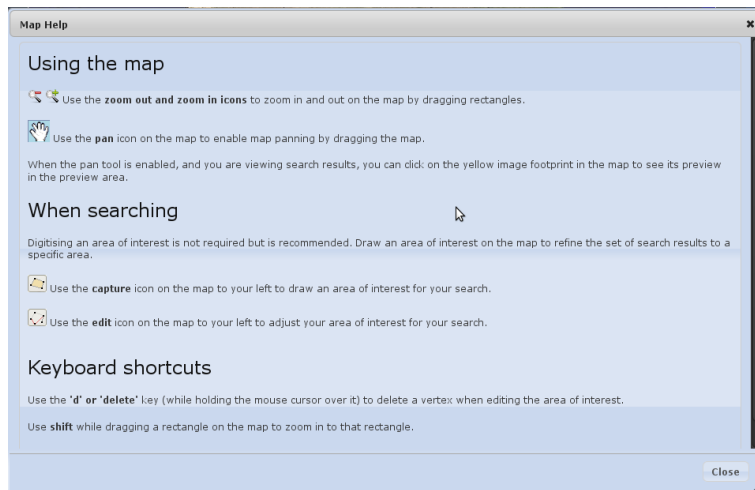 Map Help
Using the map
Use the zoom out and zoom in icons to zoom in and out on the map by dragging rectangles.
Use the pan icon on the map to enable map panning by dragging the map.
When the pan tool is enabled, and you are viewing search results, you can click on the yellow image footprint in the map to see its preview
in the preview area.
When searching
Digitising an area of interest is not required but is recommended. Draw an area of interest on the map to refine the set of search results to a
specific area.
Use the capture icon on the map to your left to draw an area of interest for your search.
Use the edit icon on the map to your left to adjust your area of interest for your search.
Keyboard shortcuts
Use the 'd' or 'delete' key (while holding the mouse cursor over it) to delete a vertex when editing the area of interest.
Use shift while dragging a rectangle on the map to zoom in to that rectangle.
Close